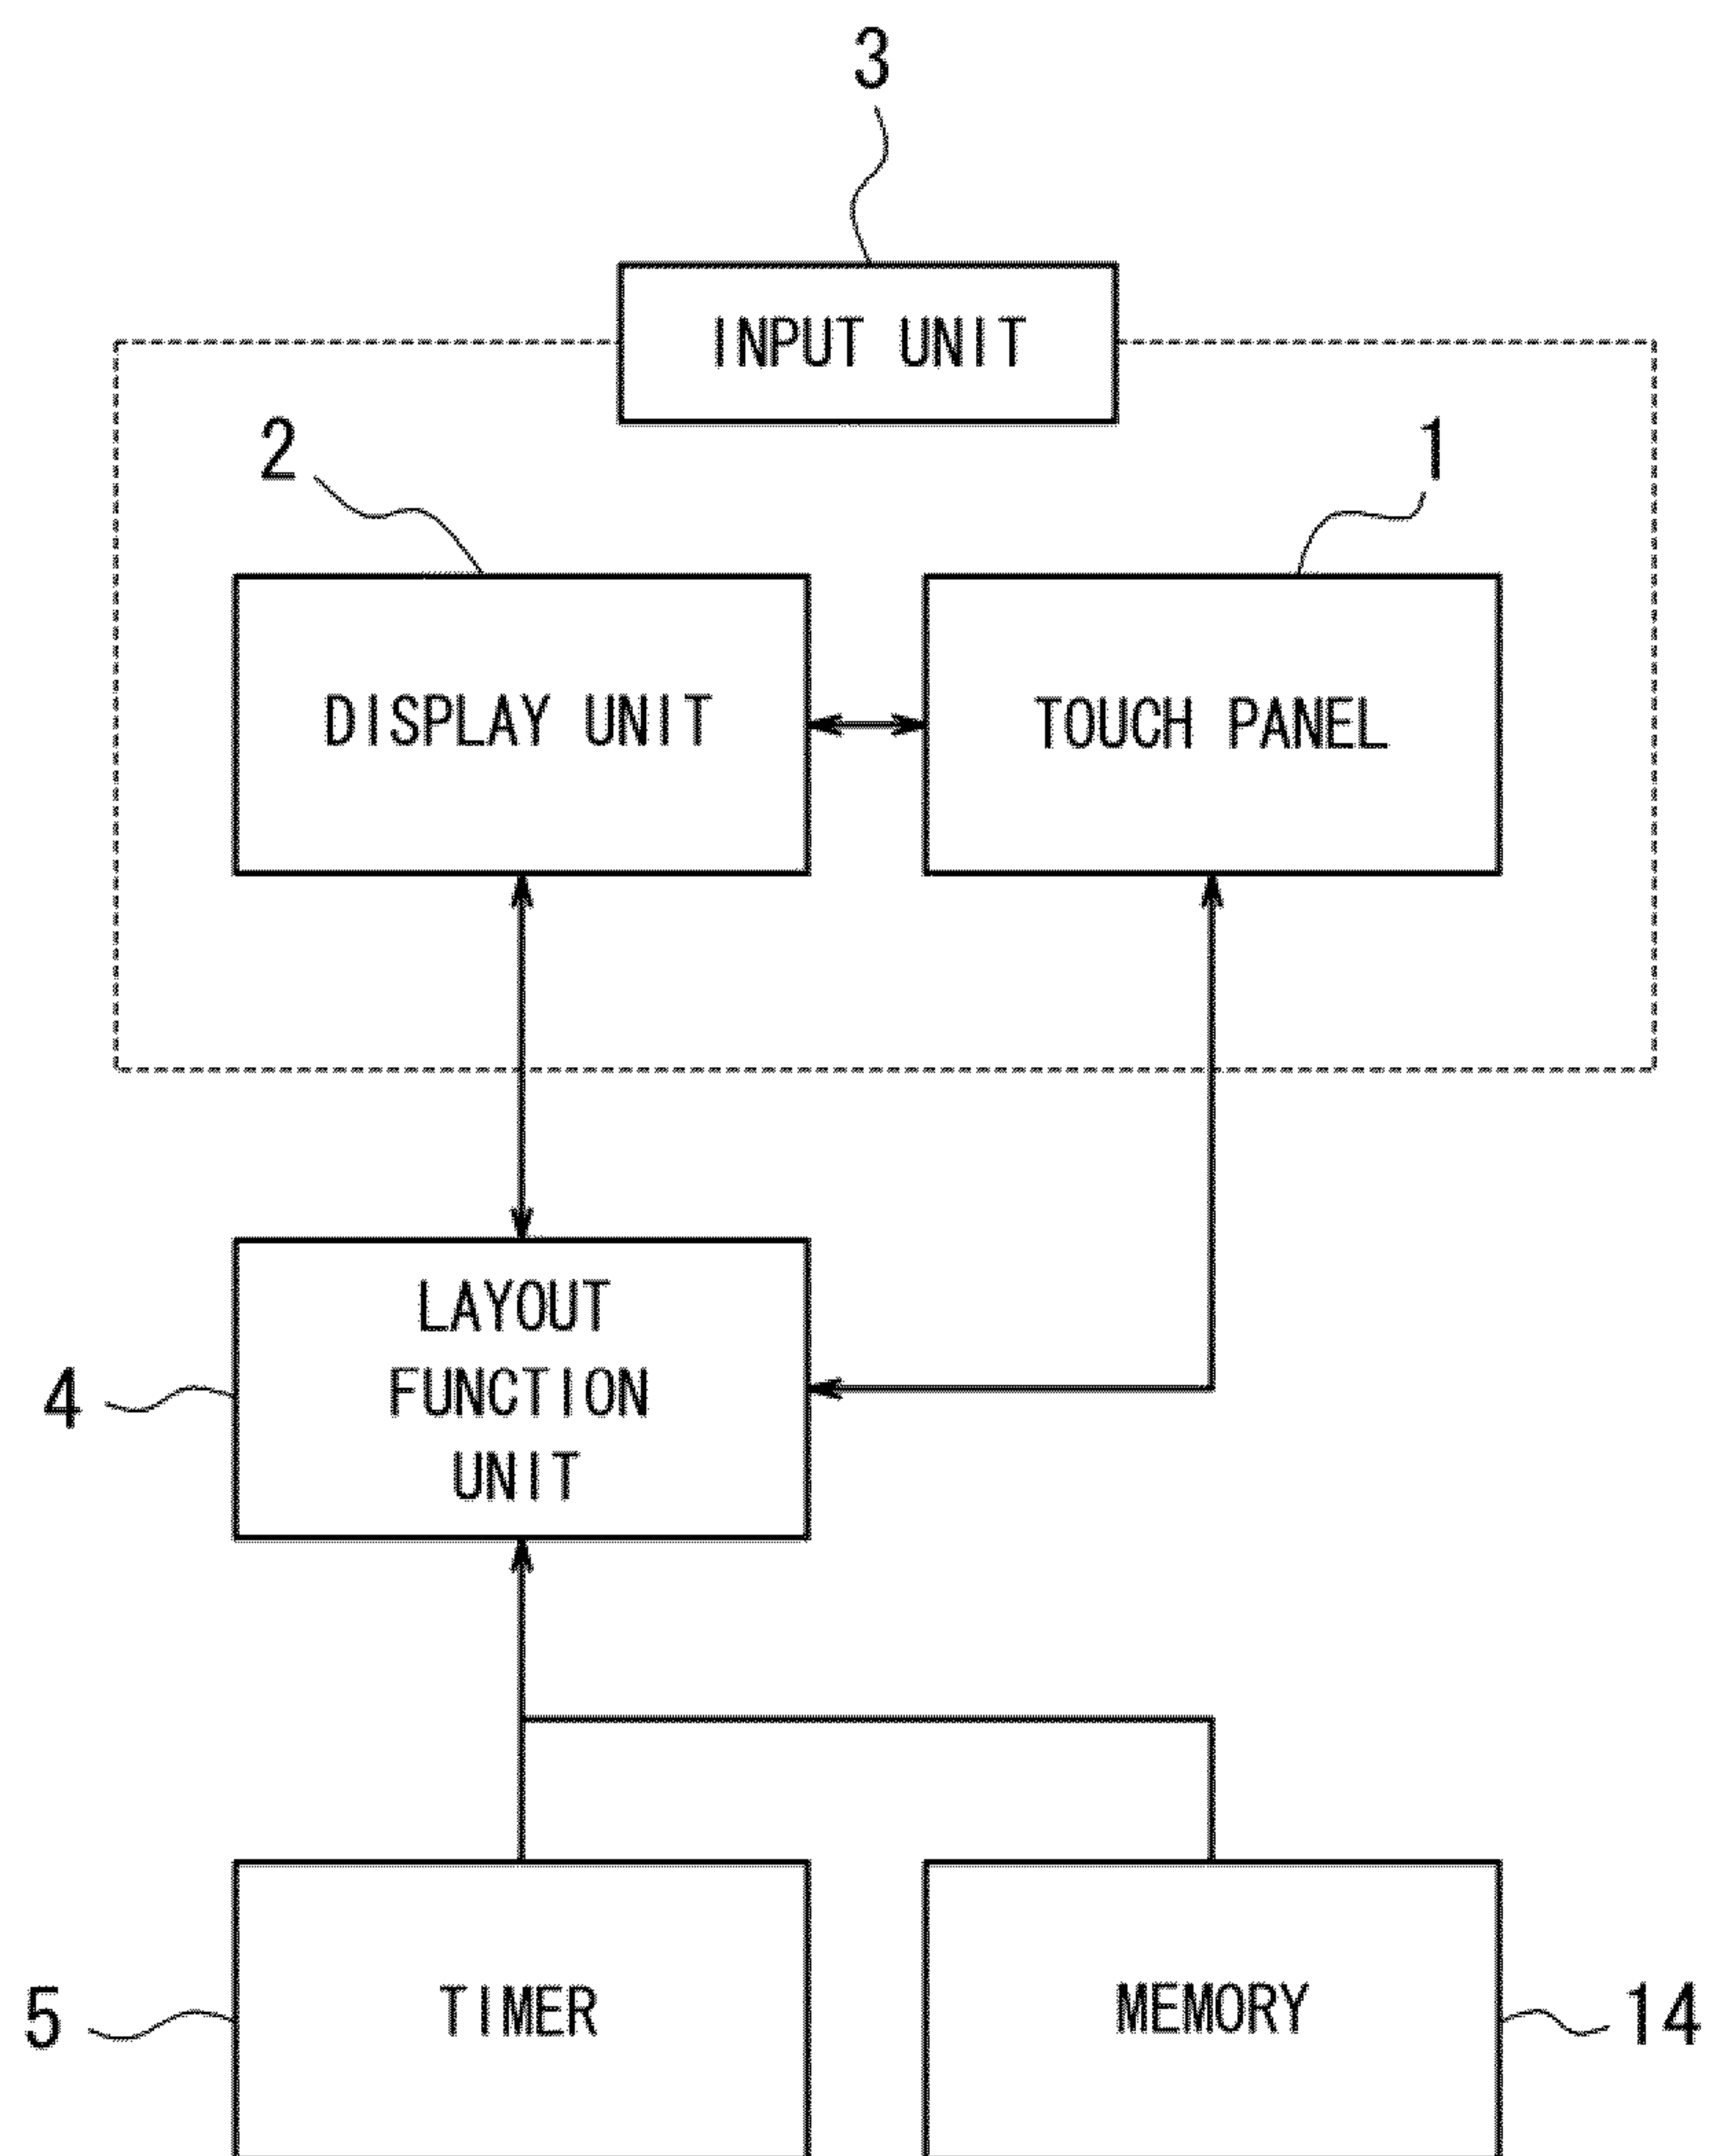 3
INPUT UNIT
2
1
DISPLAY UNIT
TOUCH PANEL
LAYOUT
FUNCTION
UNIT
4
TIMER
MEMORY
5
14